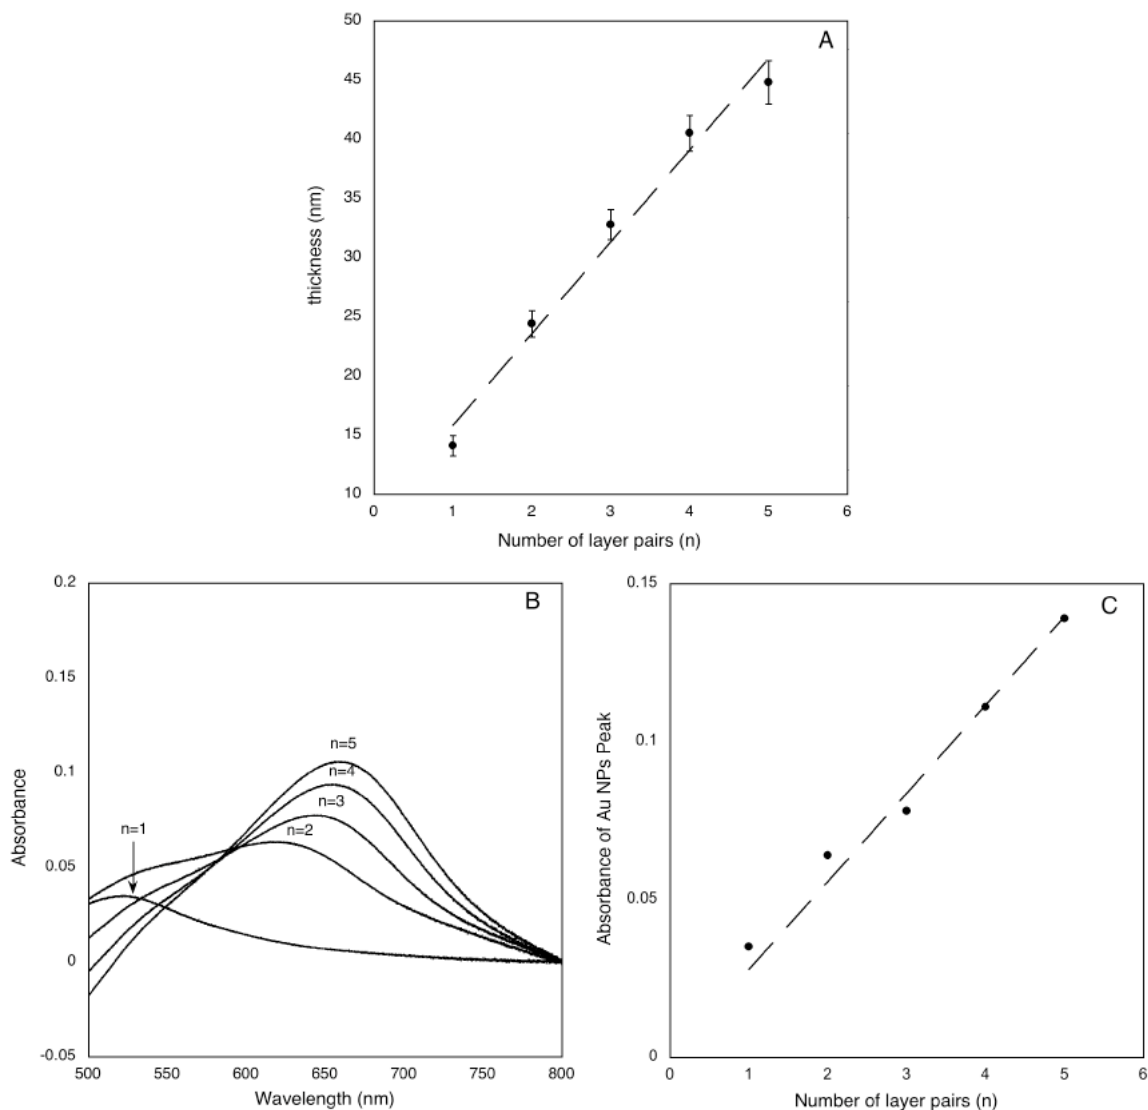 A
50
45
40
35
30
25
20
15
10
thickness (nm)
0 1 2 3 4 5 6
Number of layer pairs (n)
B
0.2
0.15
0.1
0.05
0
-0.05
Absorbance
n=5
n=4
n=3
n=2
n=1
500 550 600 650 700 750 800
Wavelength (nm)
C
0.15
0.1
0.05
0
Absorbance of Au NPs Peak
0 1 2 3 4 5 6
Number of layer pairs (n)